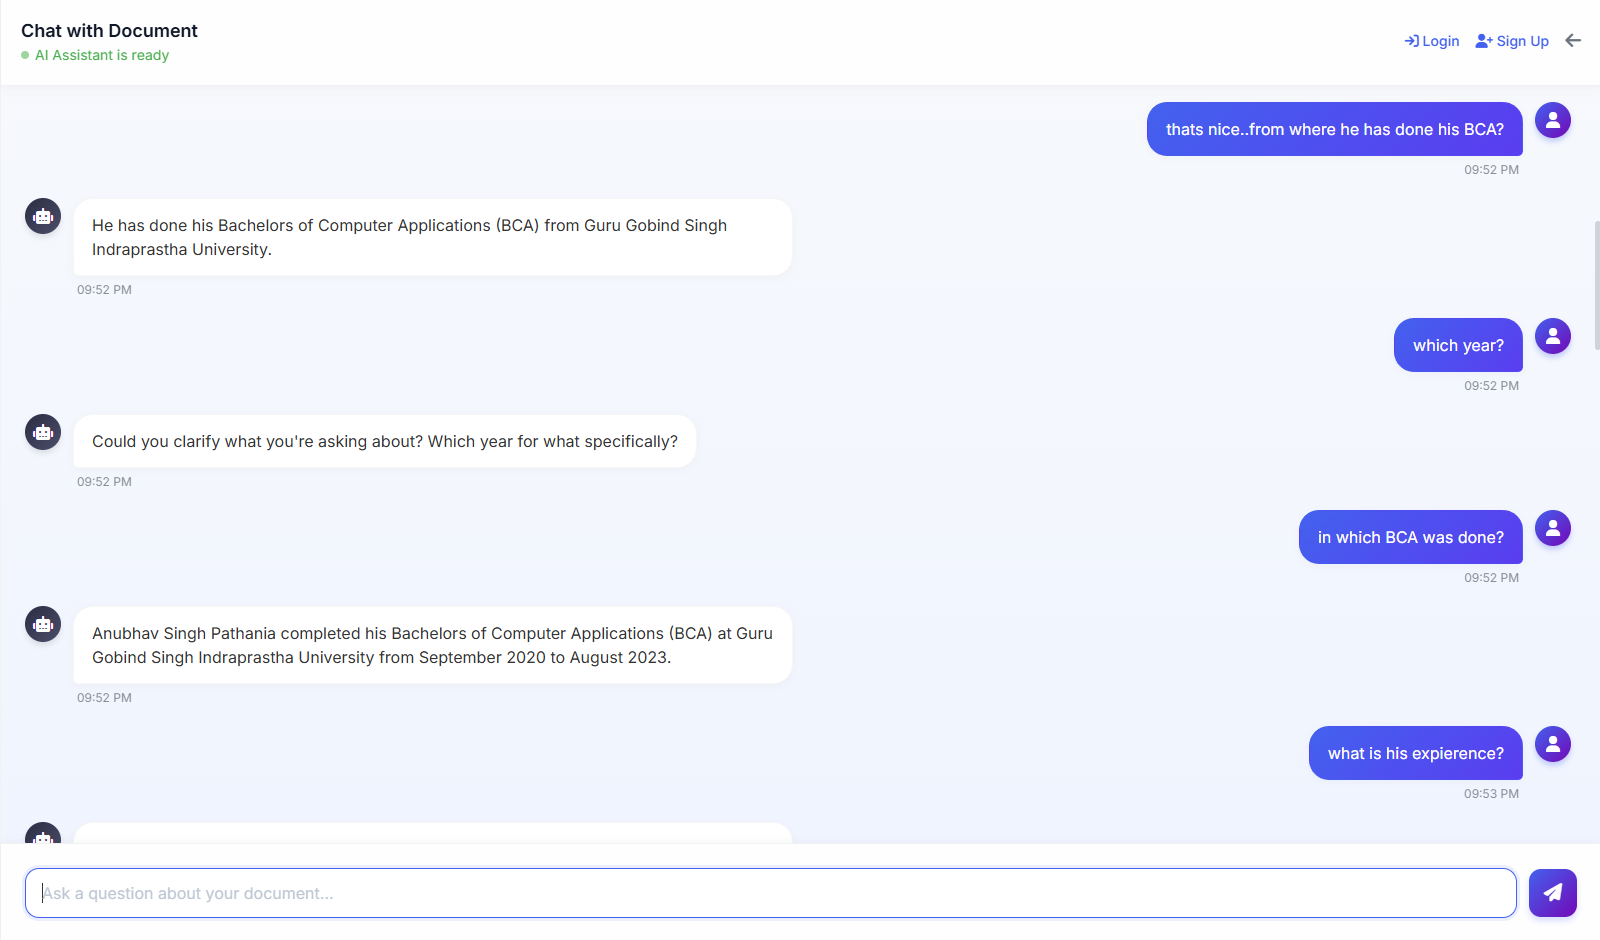 Chat with Document
AI Assistant is ready
Login
Sign Up
thats nice..from where he has done his BCA?
09:52 PM
He has done his Bachelors of Computer Applications (BCA) from Guru Gobind Singh
Indraprastha University.
09:52 PM
which year?
09:52 PM
Could you clarify what you're asking about? Which year for what specifically?
09:52 PM
in which BCA was done?
09:52 PM
Anubhav Singh Pathania completed his Bachelors of Computer Applications (BCA) at Guru
Gobind Singh Indraprastha University from September 2020 to August 2023.
09:52 PM
what is his expierence?
09:53 PM
Ask a question about your document...